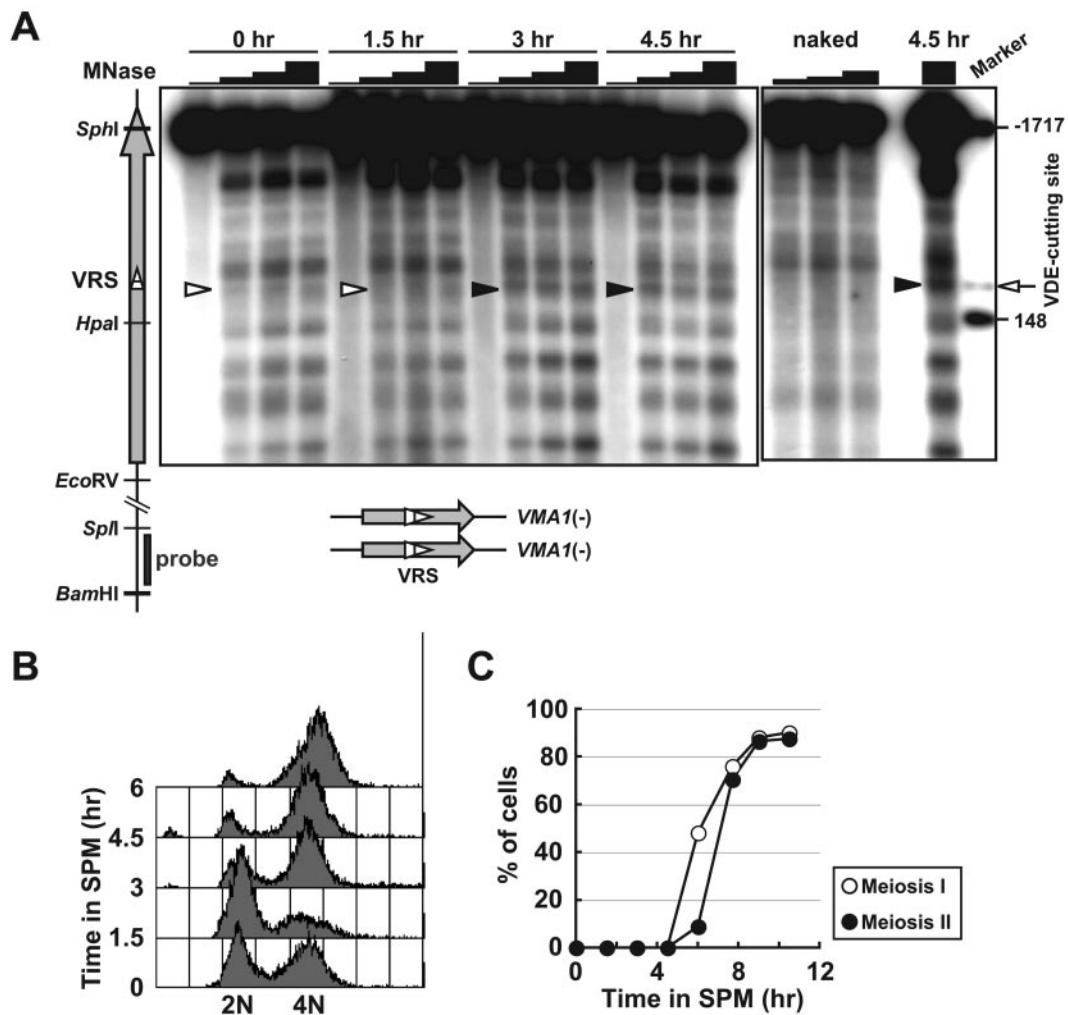 A
0 hr 1.5 hr 3 hr 4.5 hr naked 4.5 hr Marker
MNase
SphI
-1717
VRS
VDE-cutting site
HpaI
148
EcoRV
SplI
probe
BamHI
VMA1(-)
VMA1(-)
VRS
B
Time in SPM (hr)
6
4.5
3
1.5
0
2N 4N
C
% of cells
100
80
60
40
20
0
0 4 8 12
Time in SPM (hr)
Meiosis I
Meiosis II